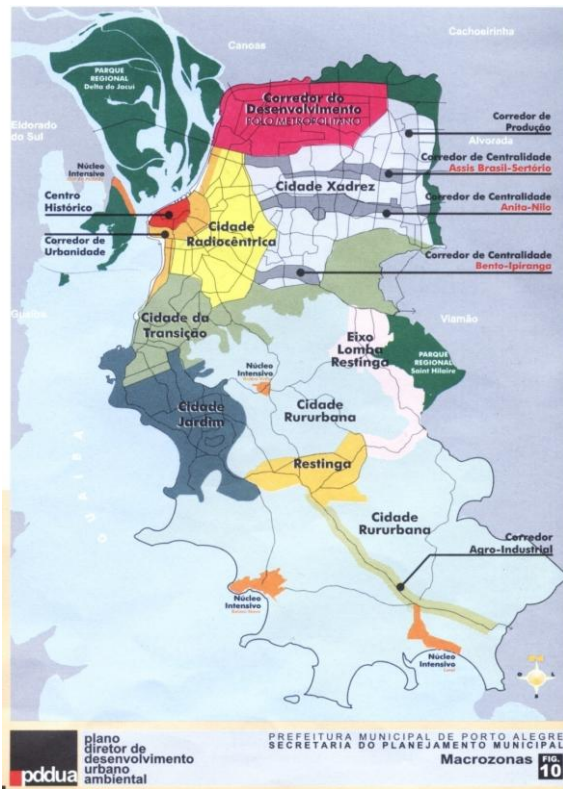 Canoas
Cachoeirinha
PARQUE
REGIONAL
Delta do Jacuí
Corredor do
Desenvolvimento
POLO METROPOLITANO
Corredor de
Produção
Eldorado
do Sul
Alvorada
Núcleo
Intensivo
Corredor de Centralidade
Assis Brasil-Sertório
Cidade Xadrez
Centro
Histórico
Corredor de Centralidade
Anita-Nilo
Cidade
Radiocêntrica
Corredor de
Urbanidade
Corredor de Centralidade
Bento-Ipiranga
Guaíba
Cidade da
Transição
Viamão
Eixo
Lomba
Restinga
PARQUE
REGIONAL
Saint Hilaire
Núcleo
Intensivo
Cidade
Jardim
Cidade
Rururbana
Restinga
Cidade
Rururbana
Corredor
Agro-Industrial
Núcleo
Intensivo
Núcleo
Intensivo
pddua
plano
diretor de
desenvolvimento
urbano
ambiental
PREFEITURA MUNICIPAL DE PORTO ALEGRE
SECRETARIA DO PLANEJAMENTO MUNICIPAL
Macrozonas FIG. 10